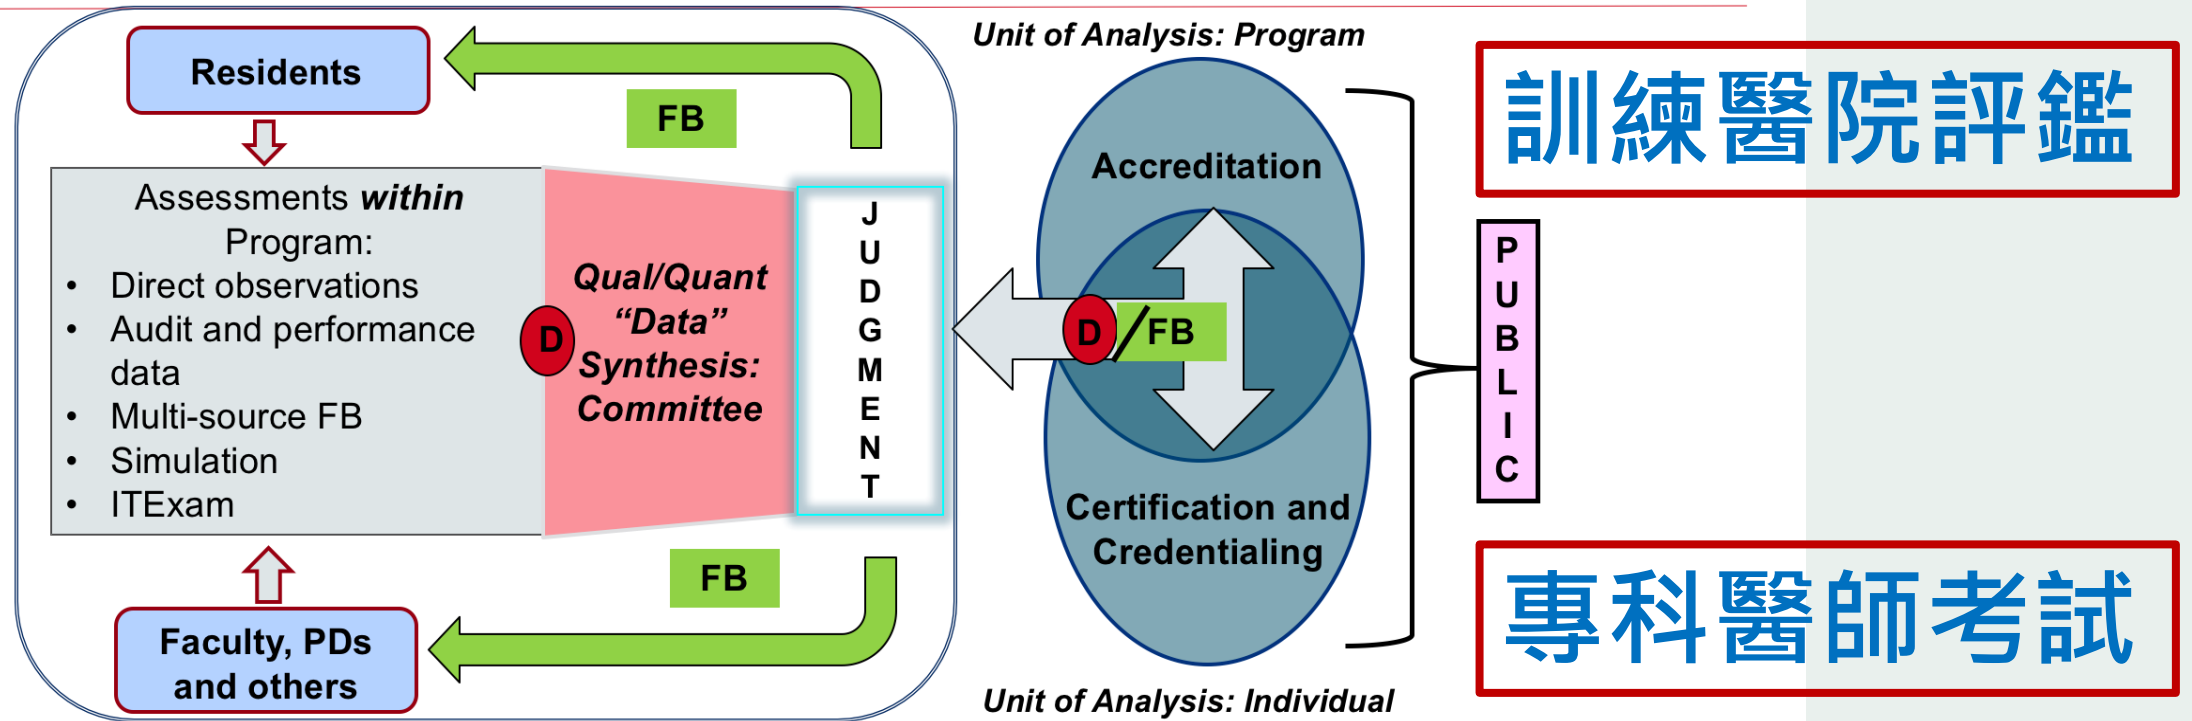 Residents
FB
Assessments within
Program:
• Direct observations
• Audit and performance
data
• Multi-source FB
• Simulation
• ITExam
D
Qual/Quant
“Data”
Synthesis:
Committee
JUDGMENT
FB
Faculty, PDs
and others
Unit of Analysis: Program
Accreditation
D/FB
Certification and
Credentialing
Unit of Analysis: Individual
PUBLIC
訓練醫院評鑑
專科醫師考試